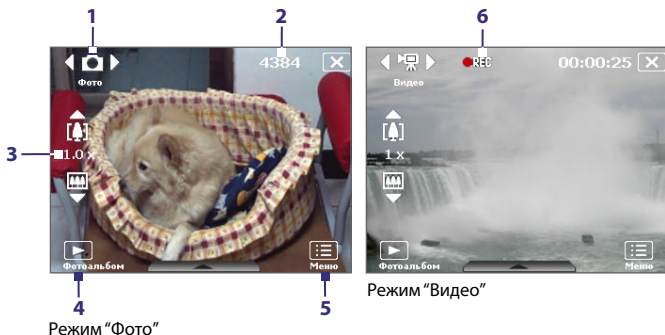 1
2
6
4384
REC
00:00:25
Фото
Видео
3
1.0 x
1 x
Фотоальбом
Меню
Фотоальбом
Меню
4
5
Режим “Фото”
Режим “Видео”